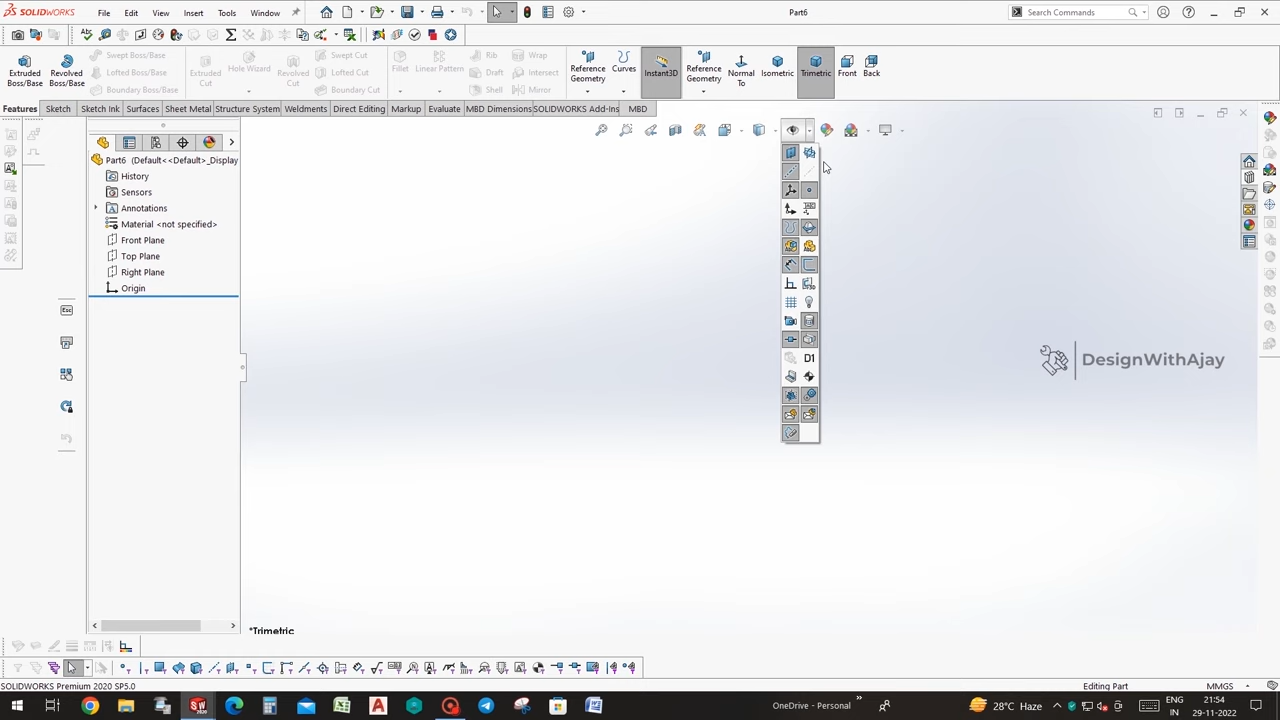 SOLIDWORKS File Edit View Insert Tools Window Part6 Search Commands
Swept Boss/Base
Lofted Boss/Base
Boundary Boss/Base
Extruded Boss/Base
Revolved Boss/Base
Extruded Cut
Hole Wizard
Revolved Cut
Swept Cut
Lofted Cut
Boundary Cut
Fillet
Linear Pattern
Rib
Draft
Shell
Wrap
Intersect
Mirror
Reference Geometry
Curves
Instant3D
Reference Geometry
Normal To
Isometric
Trimetric
Front
Back
Features Sketch Sketch Ink Surfaces Sheet Metal Structure System Weldments Direct Editing Markup Evaluate MBD Dimensions SOLIDWORKS Add-Ins MBD
Part6 (Default<<Default>_Display
History
Sensors
Annotations
Material <not specified>
Front Plane
Top Plane
Right Plane
Origin
Esc
D1
DesignWithAjay
*Trimetric
SOLIDWORKS Premium 2020 SP5.0 Editing Part MMGS
OneDrive - Personal
28°C Haze
ENG
IN
21:54
29-11-2022